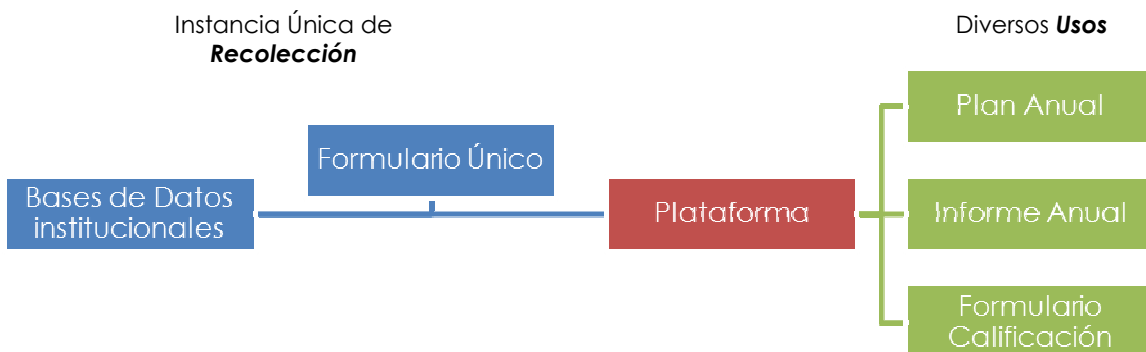 Instancia Única de
Recolección
Diversos Usos
Formulario Único
Bases de Datos
institucionales
Plataforma
Plan Anual
Informe Anual
Formulario
Calificación